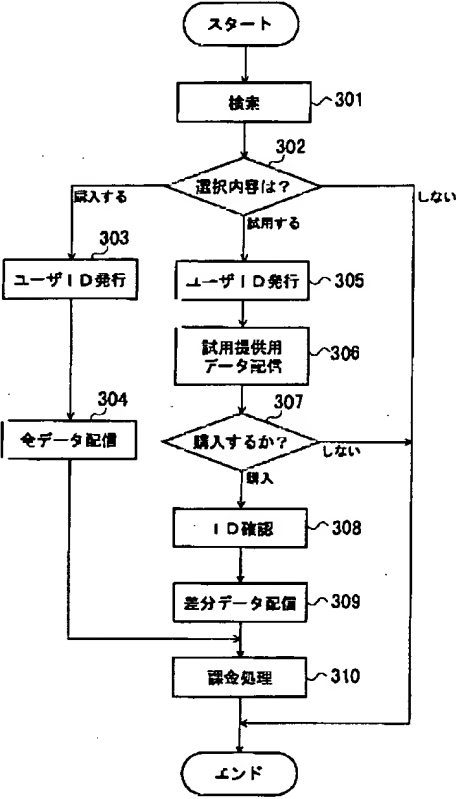 スタート
検索
301
302
選択内容は？
購入する
試用する
しない
303
ユーザID発行
ユーザID発行
305
試用提供用
データ配信
306
304
全データ配信
307
購入するか？
しない
購入
ID確認
308
差分データ配信
309
課金処理
310
エンド